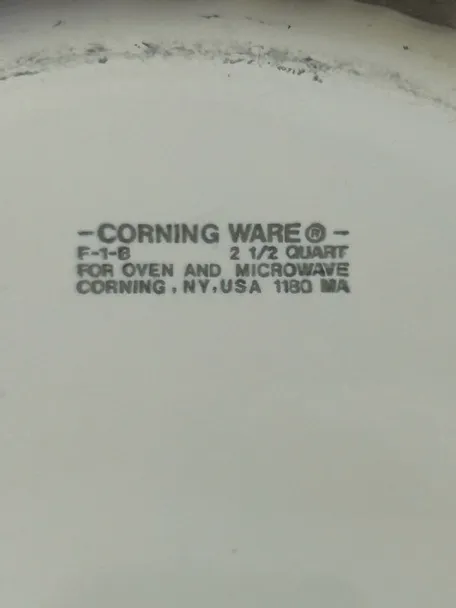 -CORNING WARE® -
F-1-B 2 1/2 QUART
FOR OVEN AND MICROWAVE
CORNING, NY, USA 1180 MA